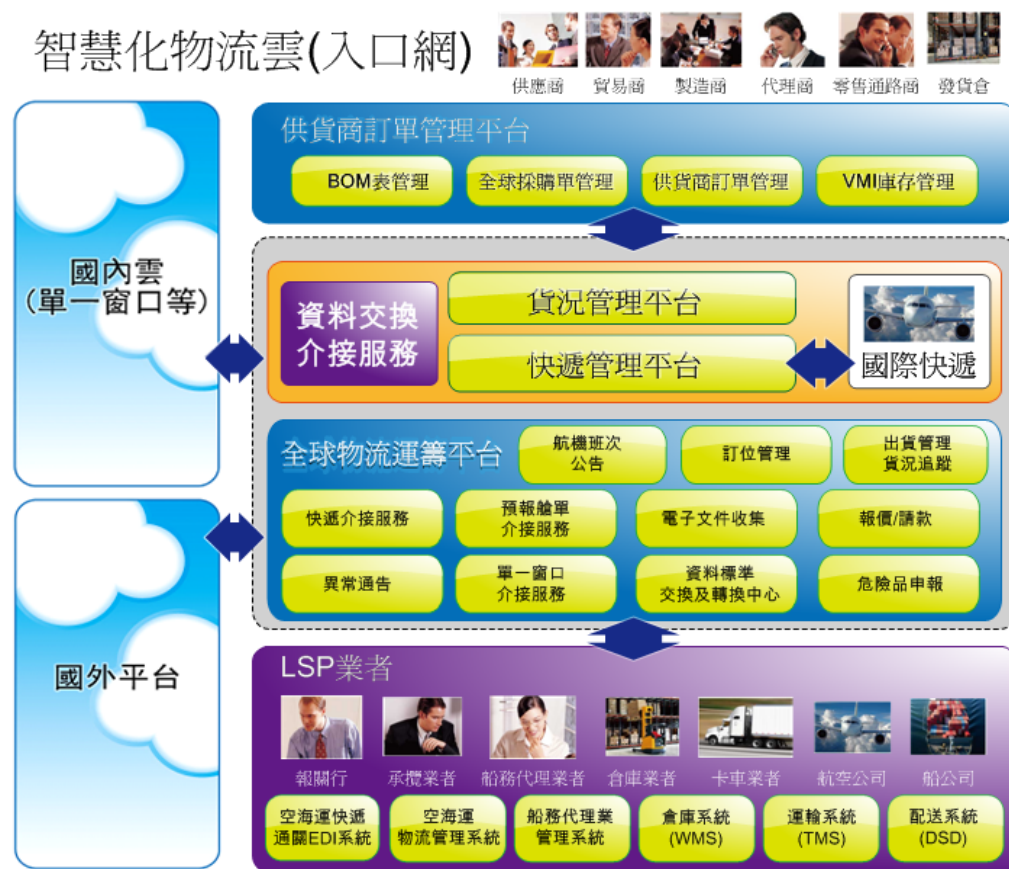 智慧化物流雲(入口網)
供應商
貿易商
製造商
代理商
零售通路商
發貨倉
供貨商訂單管理平台
BOM表管理
全球採購單管理
供貨商訂單管理
VMI庫存管理
國內雲
(單一窗口等)
資料交換
介接服務
貨況管理平台
快遞管理平台
國際快遞
全球物流運籌平台
航機班次
公告
訂位管理
出貨管理
貨況追蹤
快遞介接服務
預報艙單
介接服務
電子文件收集
報價/請款
異常通告
單一窗口
介接服務
資料標準
交換及轉換中心
危險品申報
國外平台
LSP業者
報關行
承攬業者
船務代理業者
倉庫業者
卡車業者
航空公司
船公司
空海運快遞
通關EDI系統
空海運
物流管理系統
船務代理業
管理系統
倉庫系統
(WMS)
運輸系統
(TMS)
配送系統
(DSD)